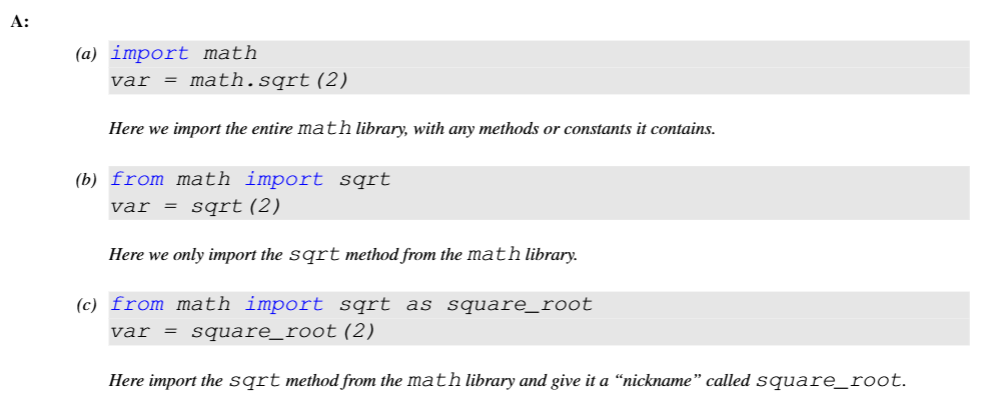 A:
(a) import math
var = math.sqrt(2)
Here we import the entire math library, with any methods or constants it contains.
(b) from math import sqrt
var = sqrt(2)
Here we only import the sqrt method from the math library.
(c) from math import sqrt as square_root
var = square_root(2)
Here import the sqrt method from the math library and give it a “nickname” called square_root.